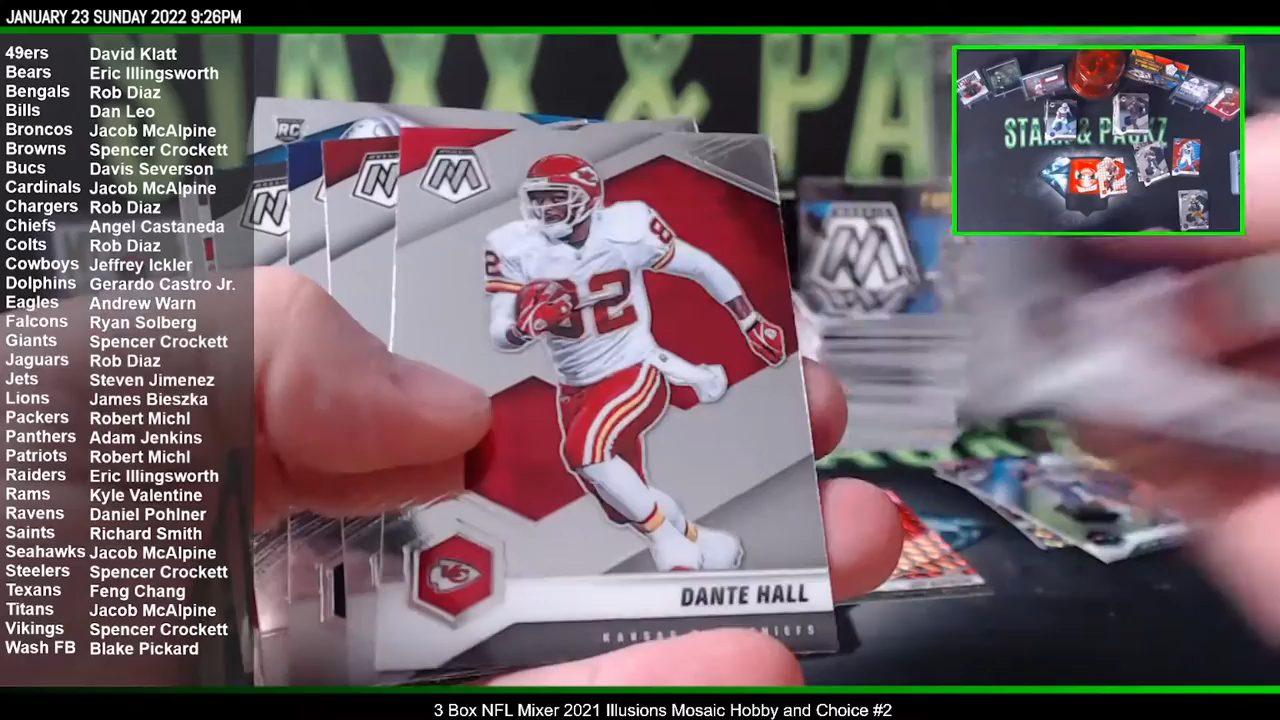 JANUARY 23 SUNDAY 2022 9:26PM
49ers David Klatt
Bears Eric Illingsworth
Bengals Rob Diaz
Bills Dan Leo
Broncos Jacob McAlpine
Browns Spencer Crockett
Bucs Davis Severson
Cardinals Jacob McAlpine
Chargers Rob Diaz
Chiefs Angel Castaneda
Colts Rob Diaz
Cowboys Jeffrey Ickler
Dolphins Gerardo Castro Jr.
Eagles Andrew Warn
Falcons Ryan Solberg
Giants Spencer Crockett
Jaguars Rob Diaz
Jets Steven Jimenez
Lions James Bieszka
Packers Robert Michl
Panthers Adam Jenkins
Patriots Robert Michl
Raiders Eric Illingsworth
Rams Kyle Valentine
Ravens Daniel Pohlner
Saints Richard Smith
Seahawks Jacob McAlpine
Steelers Spencer Crockett
Texans Feng Chang
Titans Jacob McAlpine
Vikings Spencer Crockett
Wash FB Blake Pickard
RC
82
DANTE HALL
STAXX & PACKZ
3 Box NFL Mixer 2021 Illusions Mosaic Hobby and Choice #2